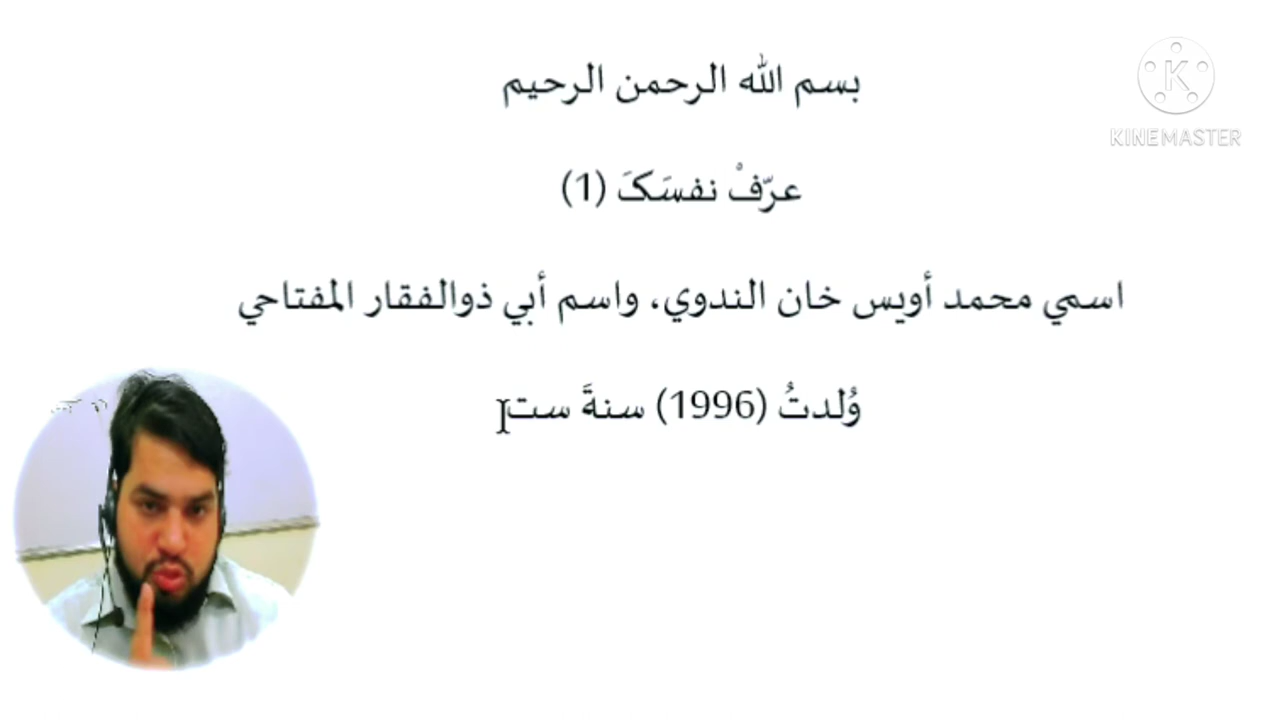 بسم الله الرحمن الرحيم
عرّفْ نفسَکَ (1)
اسمي محمد أويس خان الندوي، واسم أبي ذوالفقار المفتاحي
وُلدتُ (1996) سنةَ ست
K
KINEMASTER